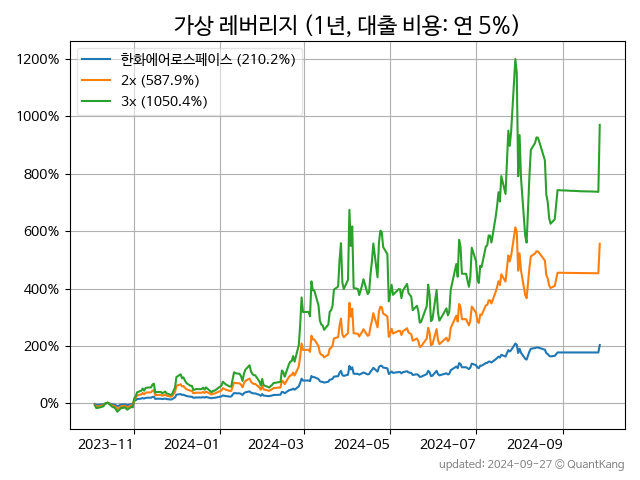 가상 레버리지 (1년, 대출 비용: 연 5%)
한화에어로스페이스 (210.2%)
2x (587.9%)
3x (1050.4%)
1200%
1000%
800%
600%
400%
200%
0%
2023-11
2024-01
2024-03
2024-05
2024-07
2024-09
updated: 2024-09-27 © QuantKang